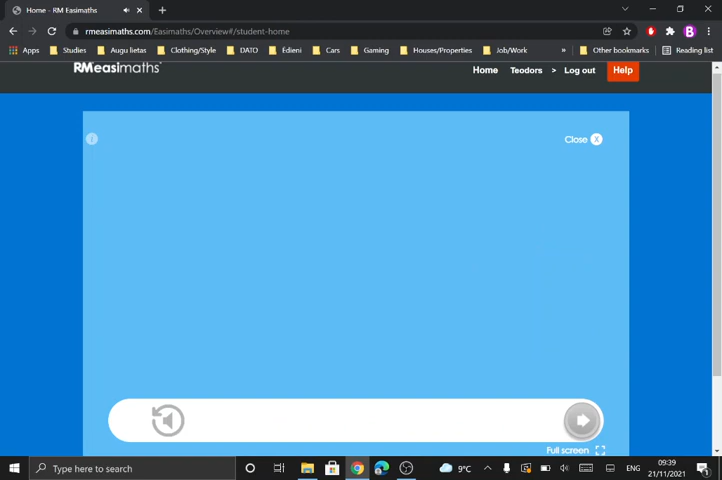 Home - RM Easimaths
rmeasimaths.com/Easimaths/Overview#/student-home
Apps Studies Augu lietas Clothing/Style DATO Edieni Cars Gaming Houses/Properties Job/Work » Other bookmarks Reading list
RMeasimaths Home Teodors > Log out Help
i Close X
Full screen
Type here to search 9°C ENG 09:39
21/11/2021 1